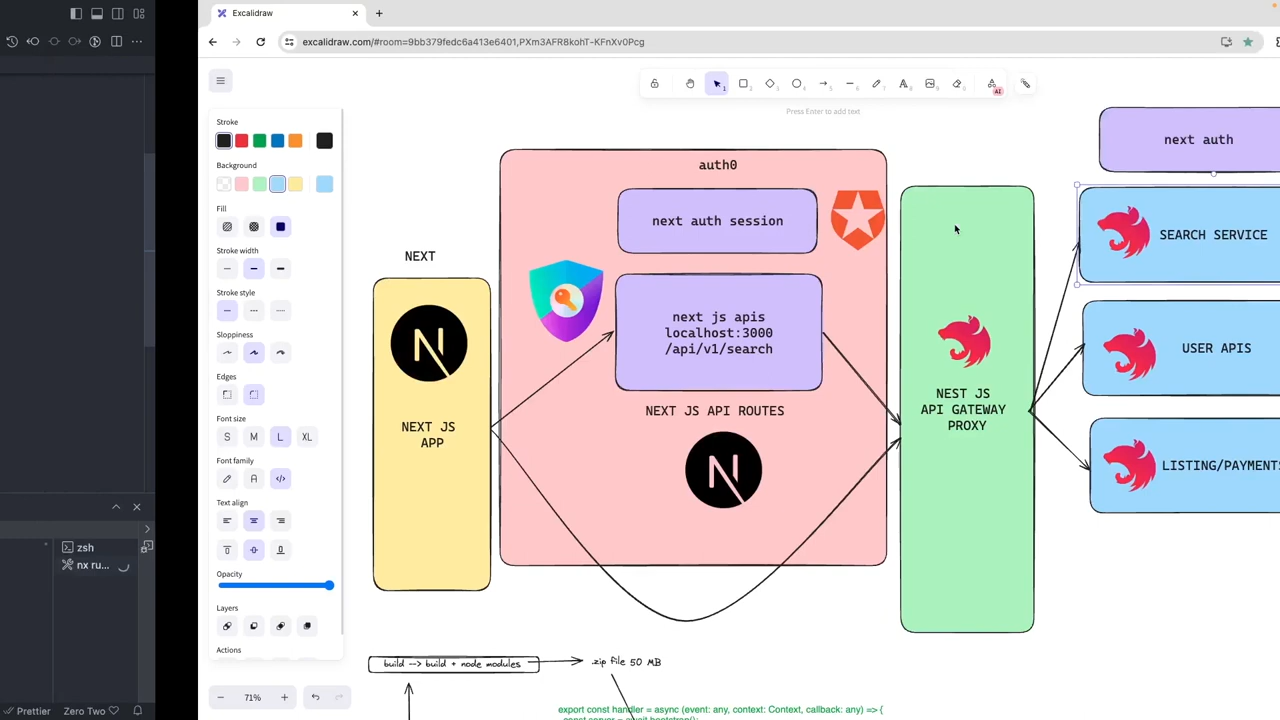 Excalidraw
excalidraw.com/#room=9bb379fedc6a413e6401,PXm3AFR8kohT-KFnXv0Pcg
Press Enter to add text
AI
Stroke
Background
Fill
Stroke width
Stroke style
Sloppiness
Edges
Font size
S M L XL
Font family
Text align
Opacity
Layers
Actions
71%
zsh
nx ru...
Prettier
Zero Two
NEXT
NEXT JS
APP
auth0
next auth session
next js apis
localhost:3000
/api/v1/search
NEXT JS API ROUTES
NEST JS
API GATEWAY
PROXY
next auth
SEARCH SERVICE
USER APIS
LISTING/PAYMENTS
build --> build + node modules
zip file 50 MB
export const handler = async (event: any, context: Context, callback: any) => {